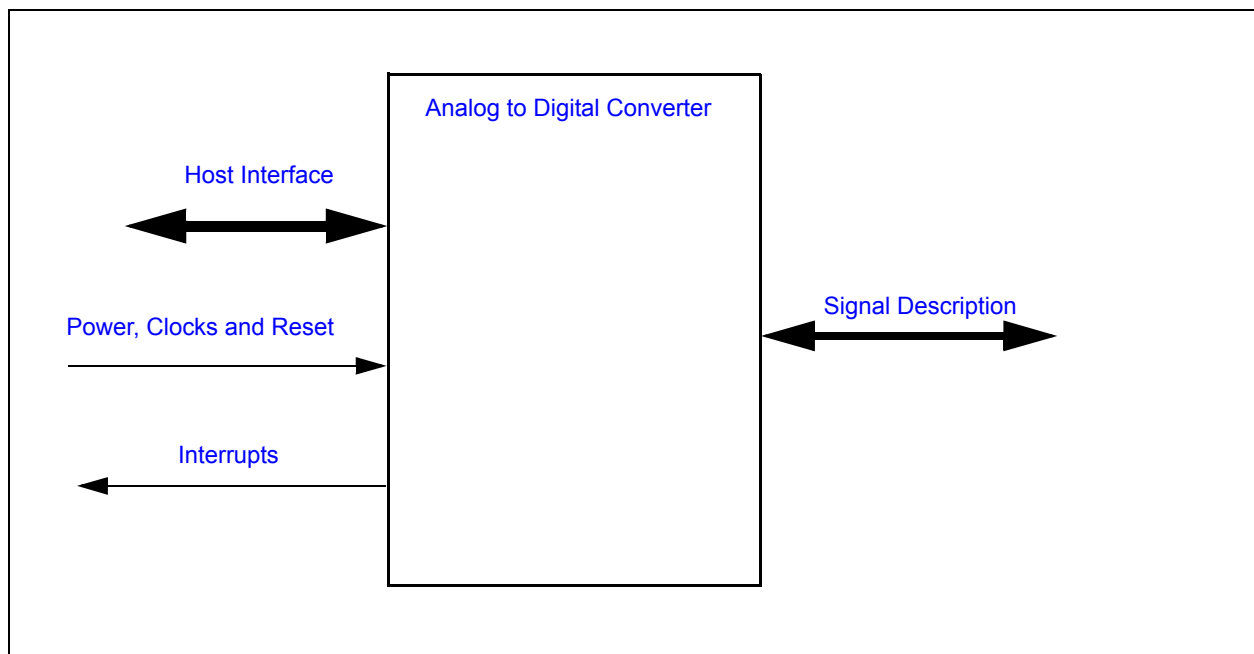 Analog to Digital Converter
Host Interface
Signal Description
Power, Clocks and Reset
Interrupts